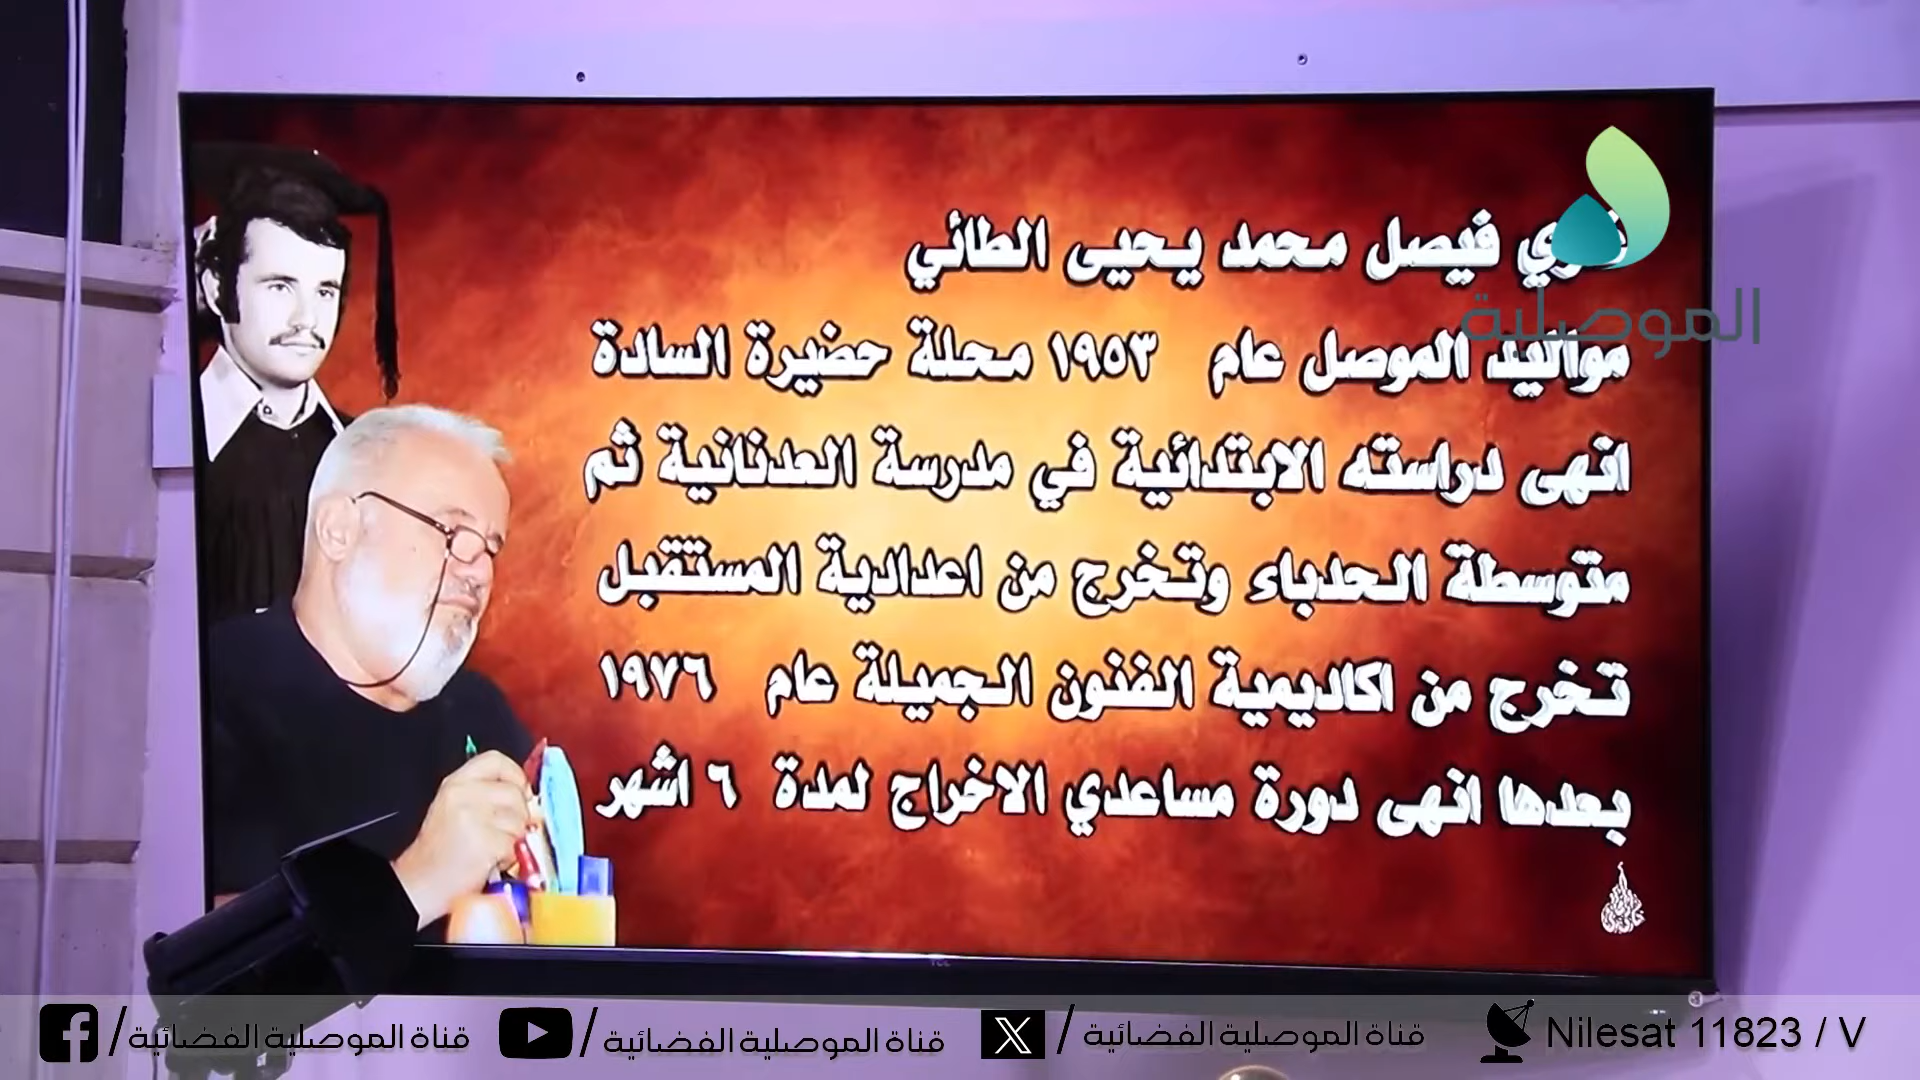 فيصل محمد يحيى الطائي
الموصلية
مواليد الموصل عام ١٩٥٣ محلة حضيرة السادة
انهى دراسته الابتدائية في مدرسة العدنانية ثم
متوسطة الحدباء وتخرج من اعدادية المستقبل
تخرج من اكاديمية الفنون الجميلة عام ١٩٧٦
بعدها انهى دورة مساعدي الاخراج لمدة ٦ اشهر
TCL
/قناة الموصلية الفضائية /قناة الموصلية الفضائية /قناة الموصلية الفضائية Nilesat 11823 / V